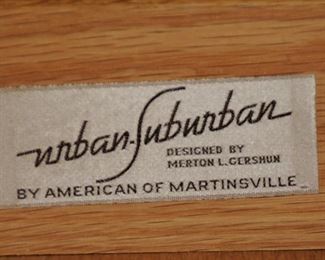 urban-Suburban
DESIGNED BY
MERTON L. GERSHUN
BY AMERICAN OF MARTINSVILLE